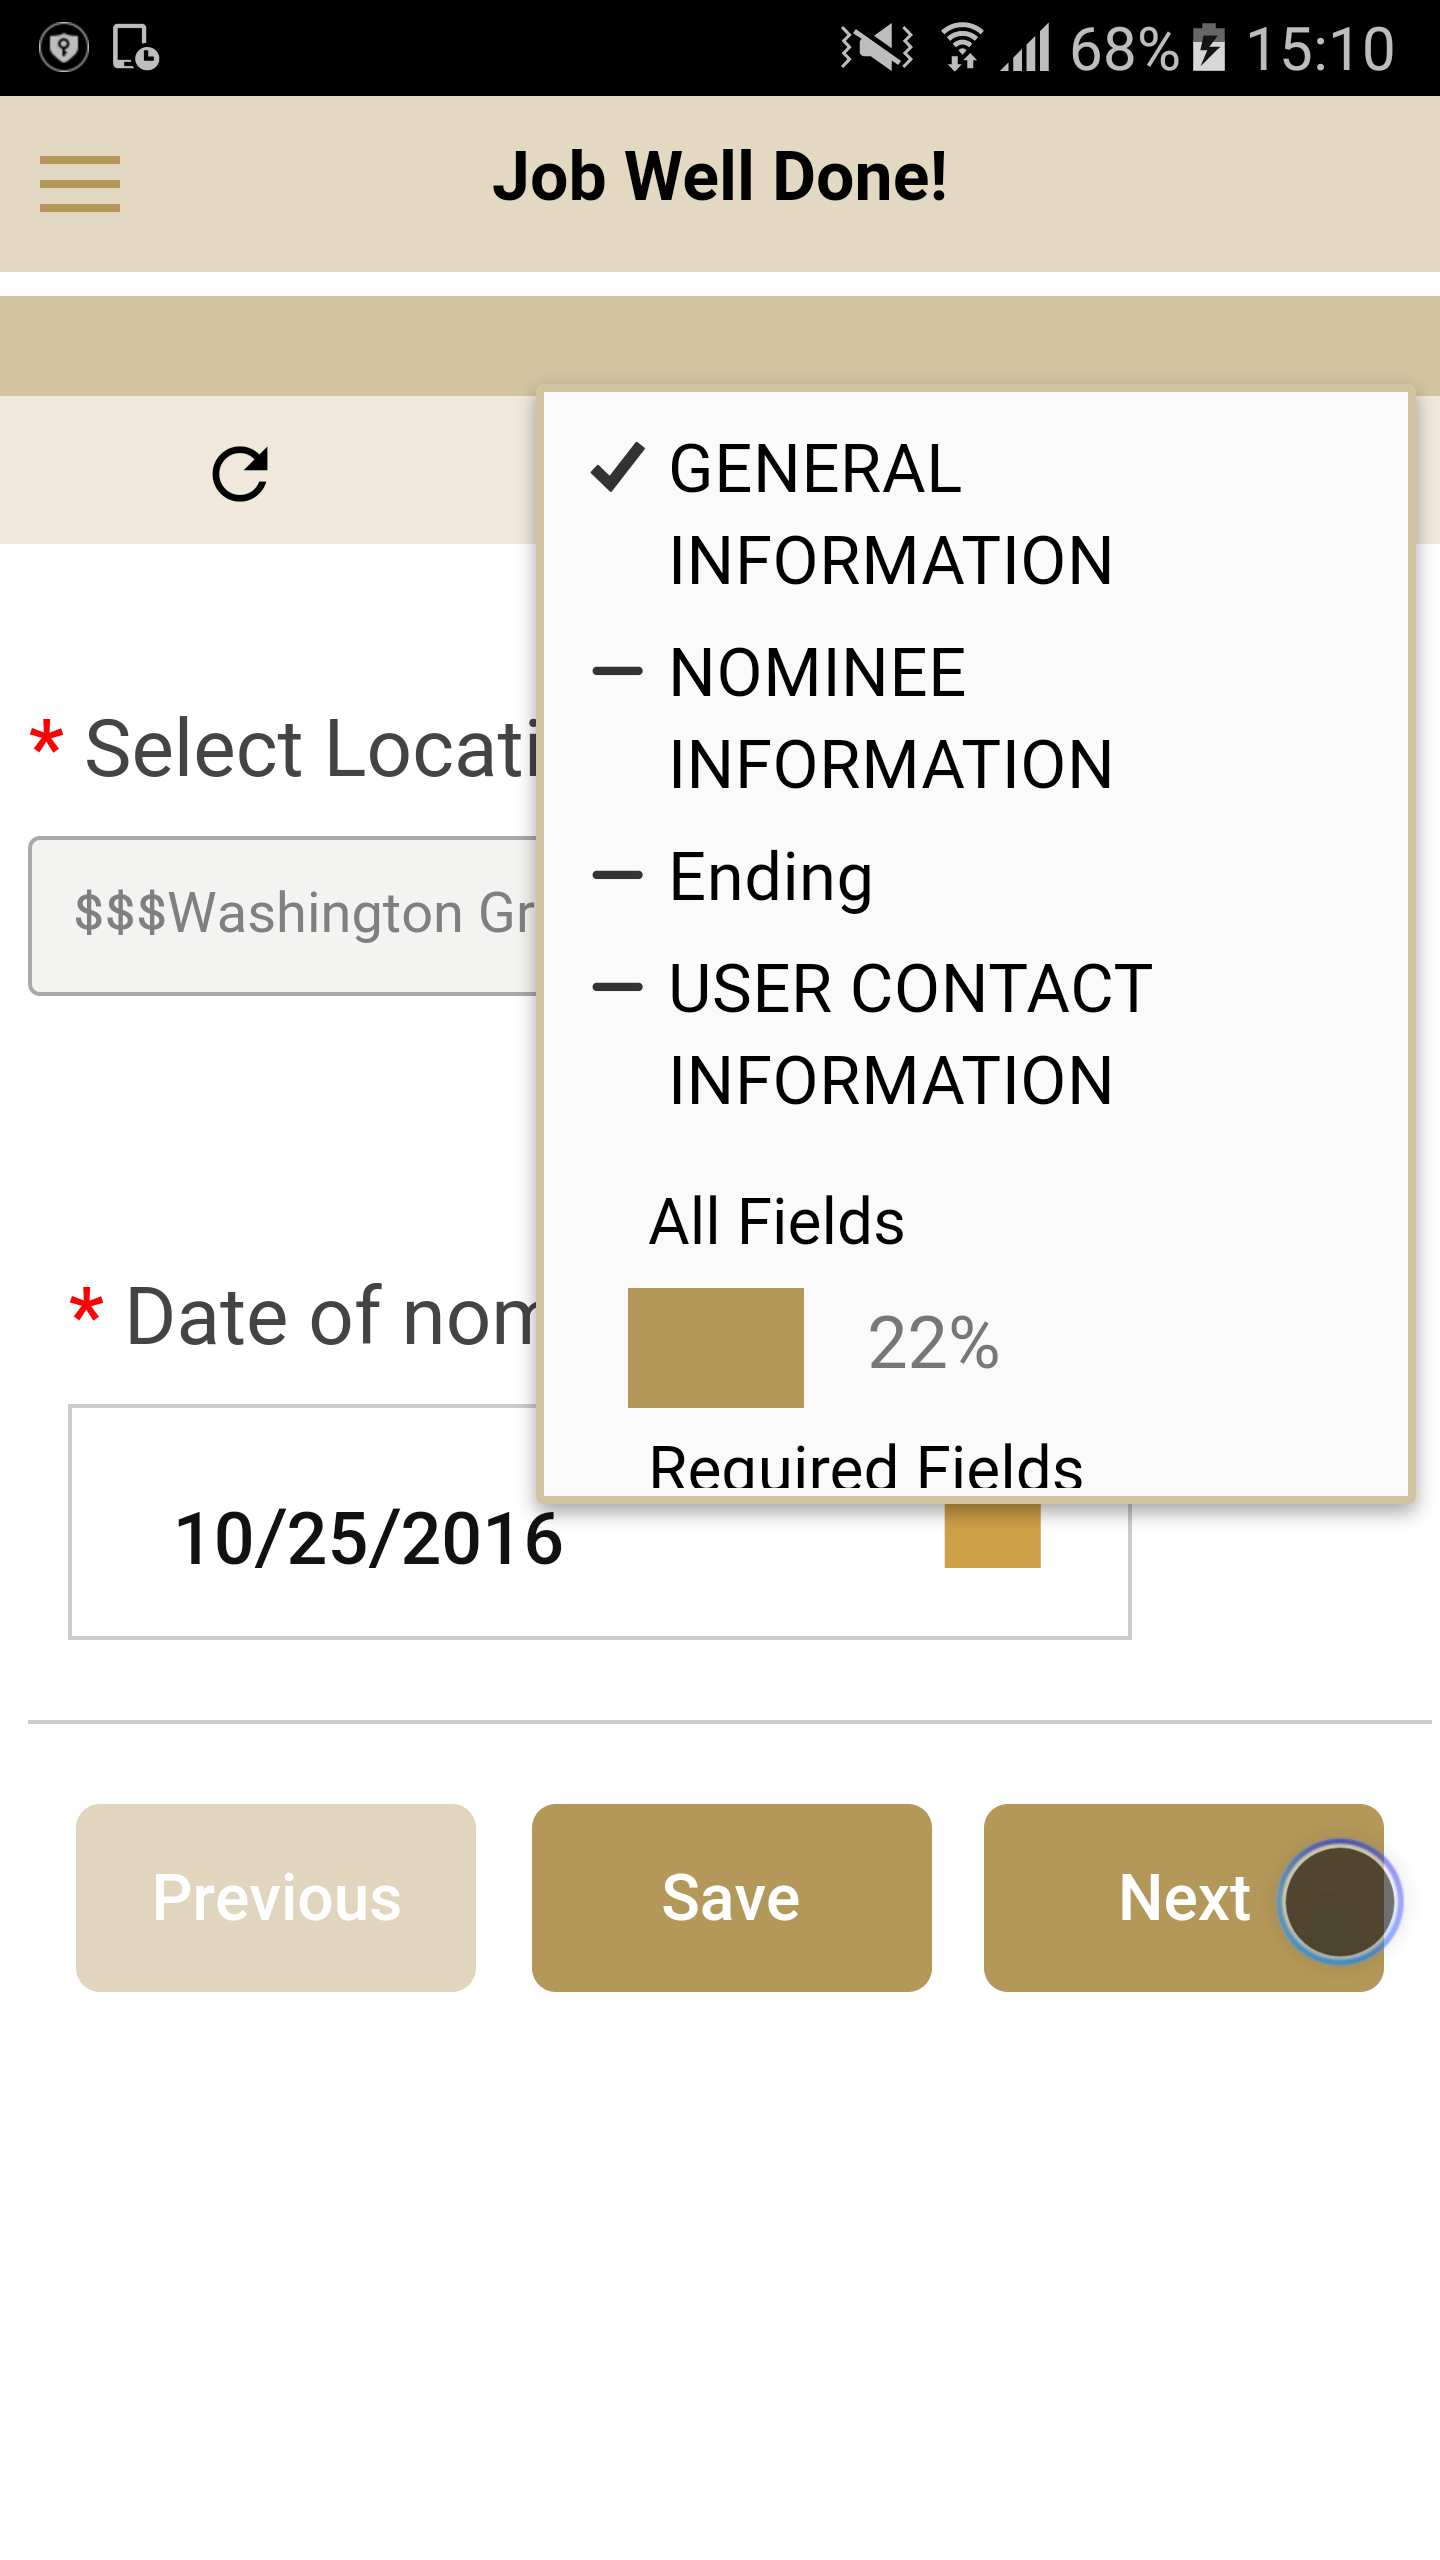 68% 15:10
Job Well Done!
GENERAL
INFORMATION
NOMINEE
INFORMATION
Ending
USER CONTACT
INFORMATION
All Fields
22%
Required Fields
* Select Locati
$$$Washington Gr
* Date of nom
10/25/2016
Previous
Save
Next